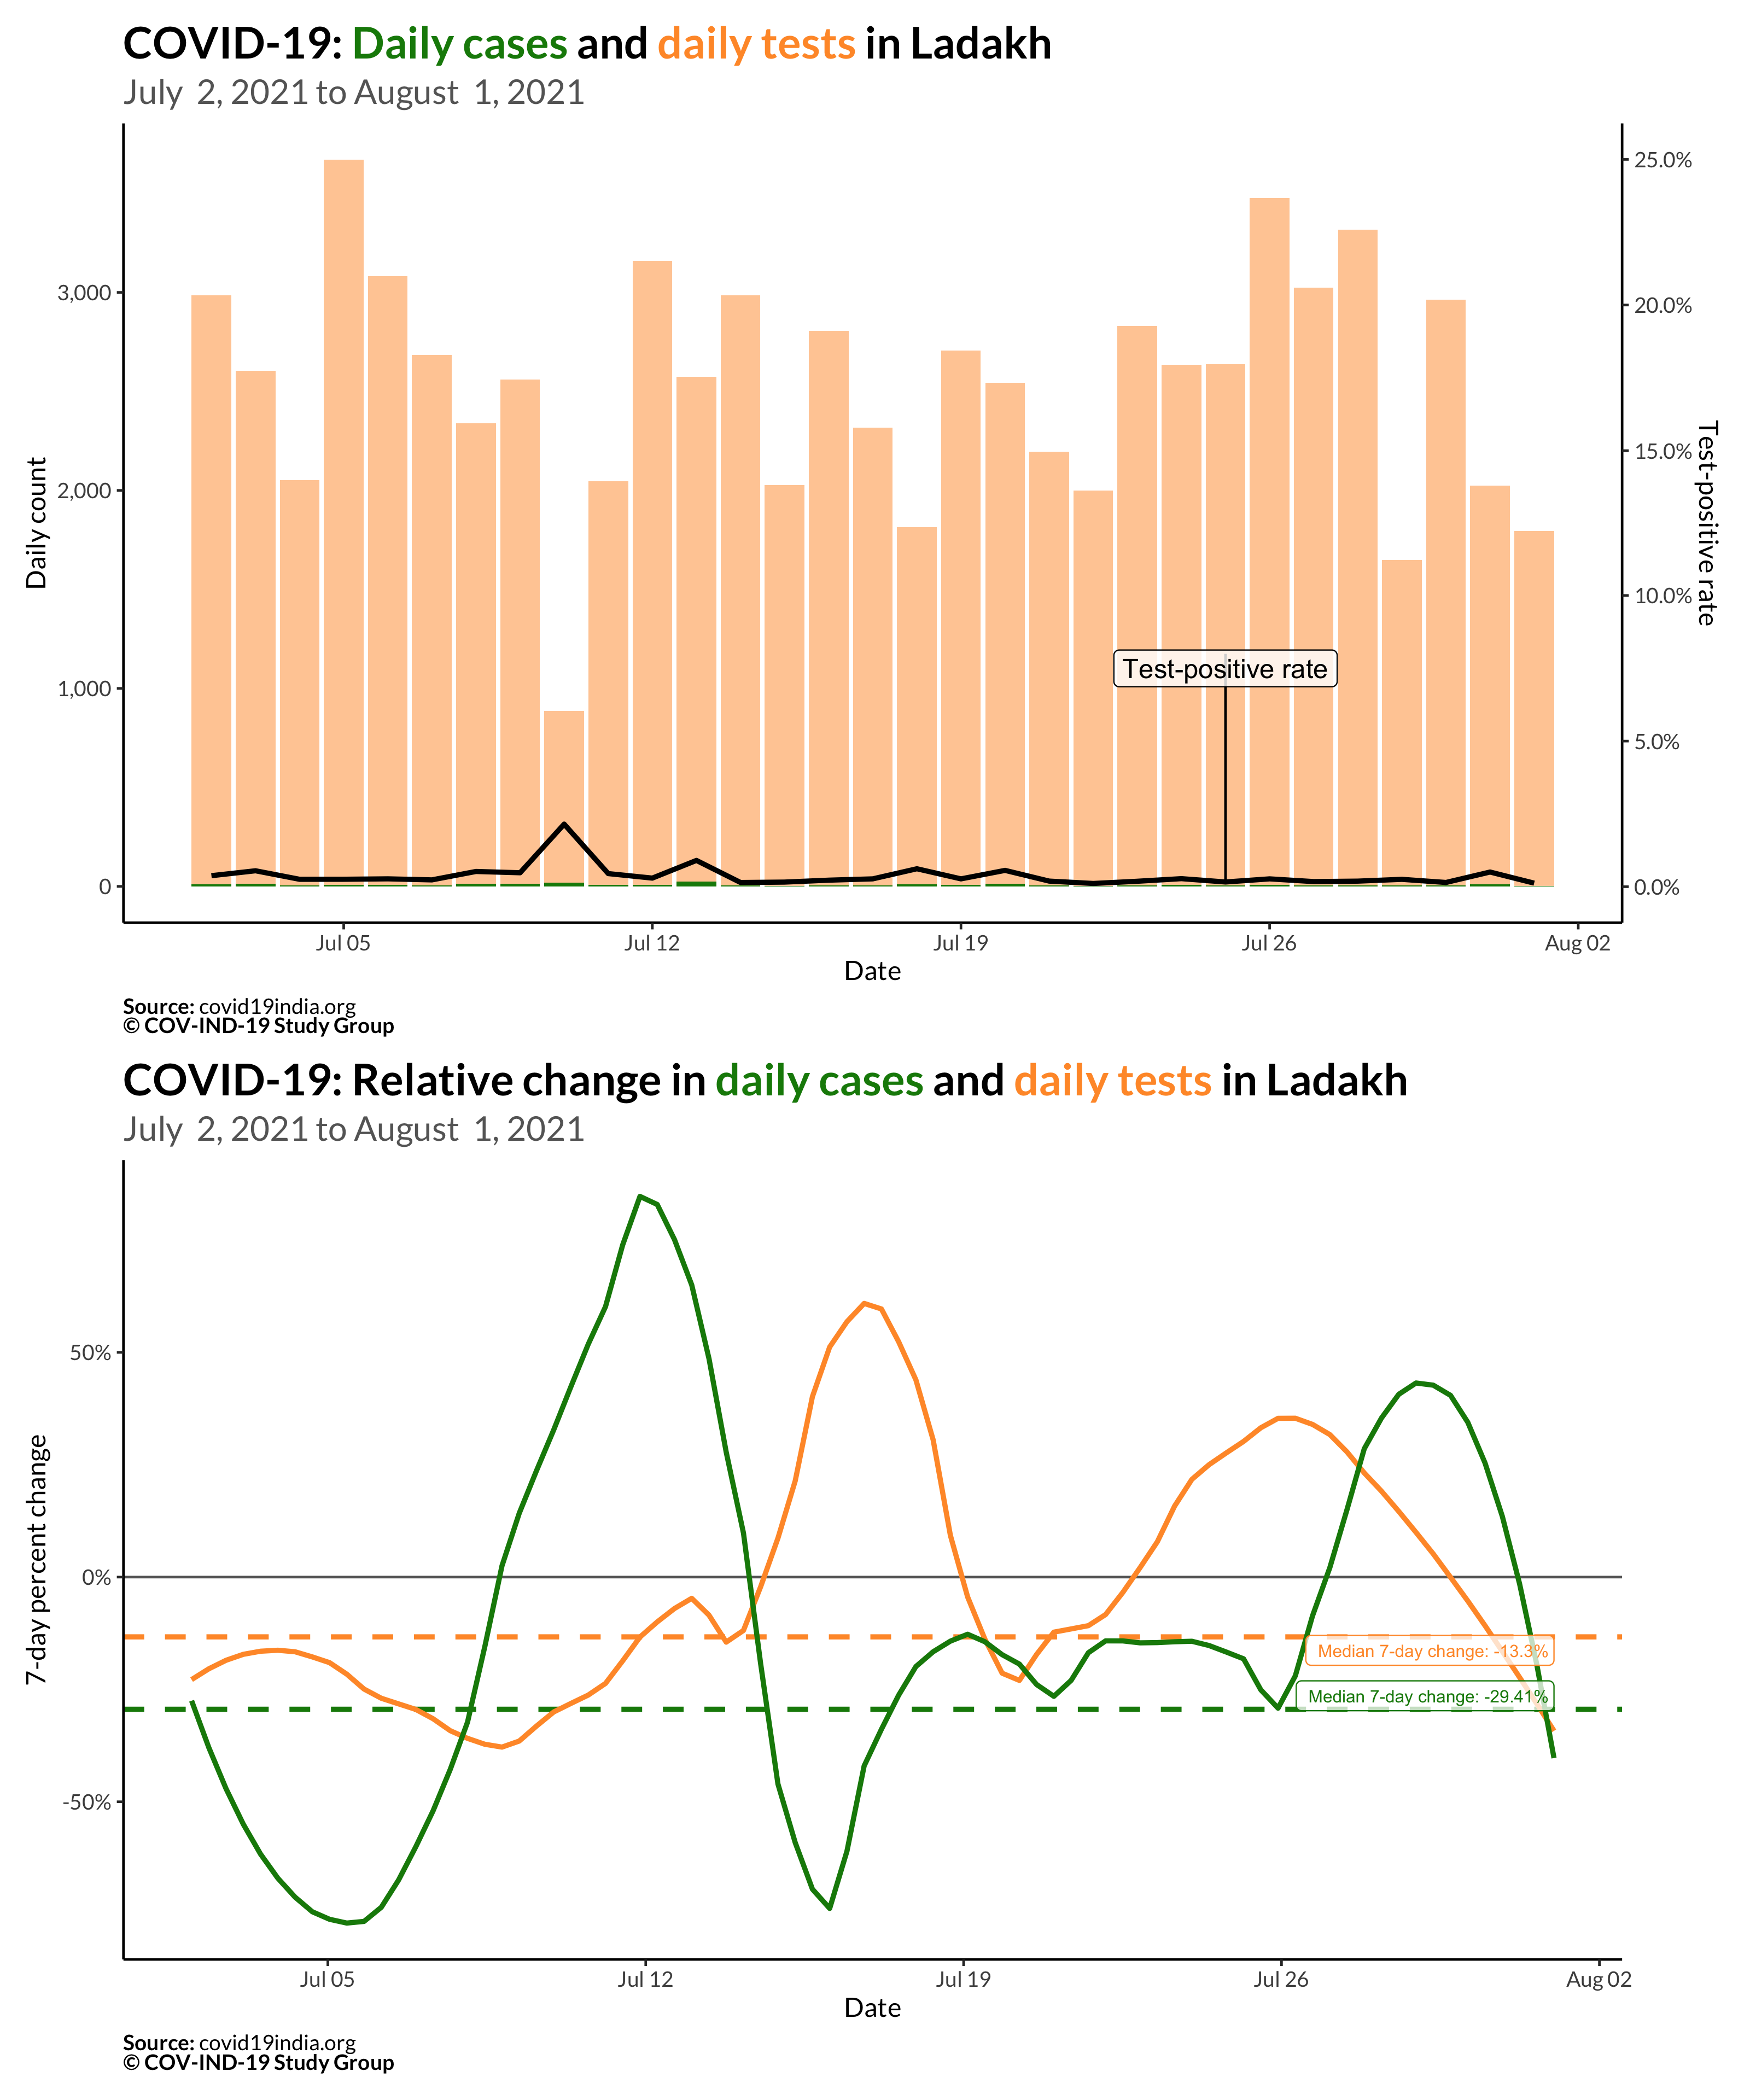 COVID-19: Daily cases and daily tests in Ladakh
July 2, 2021 to August 1, 2021
Daily count
3,000
2,000
1,000
0
25.0%
20.0%
15.0%
10.0%
5.0%
0.0%
Test-positive rate
Test-positive rate
Jul 05
Jul 12
Jul 19
Jul 26
Aug 02
Date
Source: covid19india.org
© COV-IND-19 Study Group
COVID-19: Relative change in daily cases and daily tests in Ladakh
July 2, 2021 to August 1, 2021
7-day percent change
50%
0%
-50%
Median 7-day change: -13.3%
Median 7-day change: -29.41%
Jul 05
Jul 12
Jul 19
Jul 26
Aug 02
Date
Source: covid19india.org
© COV-IND-19 Study Group